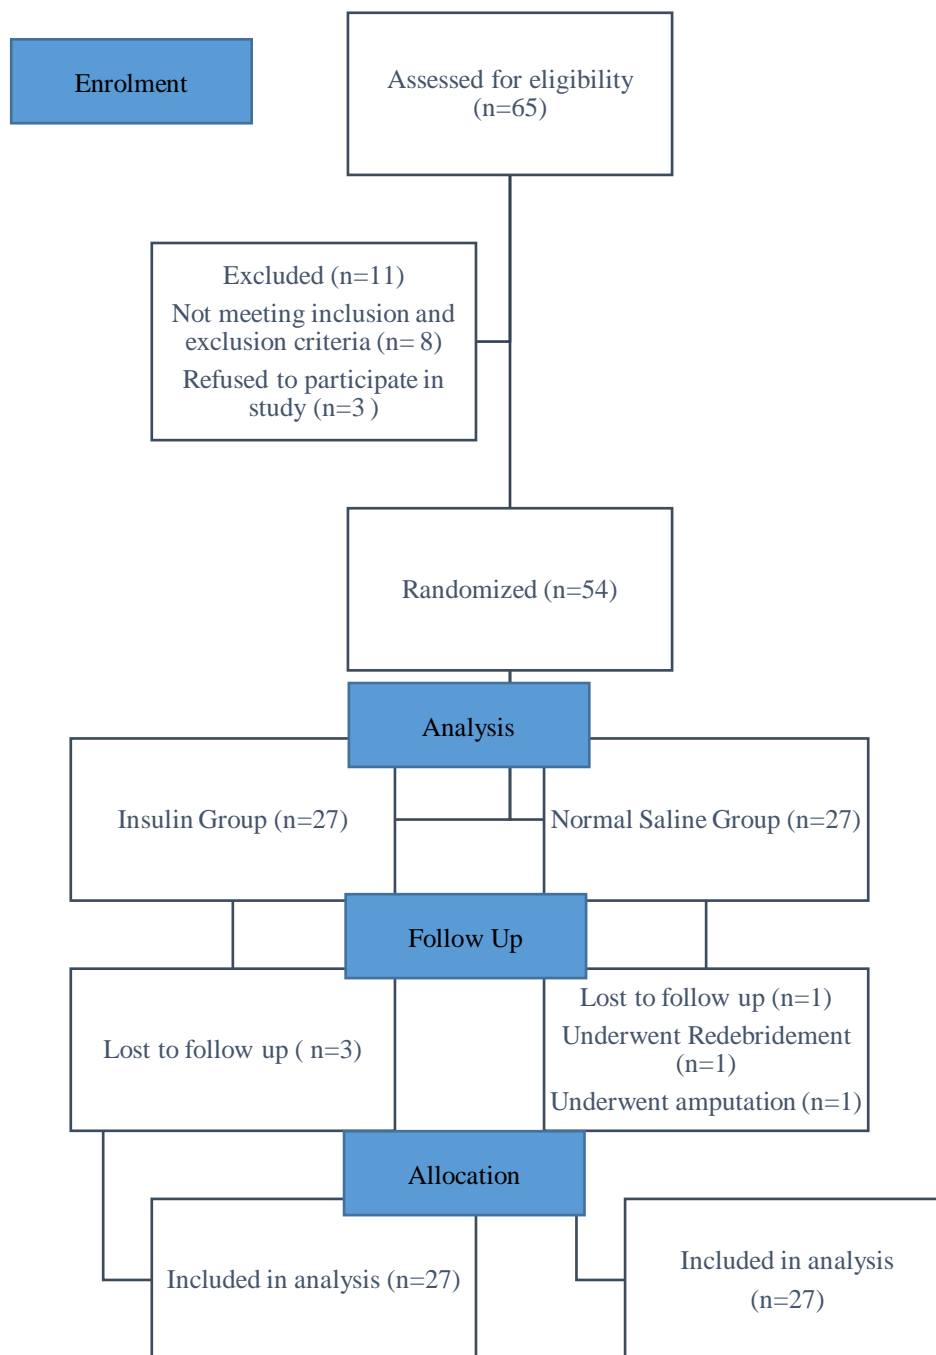 Enrolment
Assessed for eligibility
(n=65)
Excluded (n=11)
Not meeting inclusion and
exclusion criteria (n= 8)
Refused to participate in
study (n=3 )
Randomized (n=54)
Analysis
Insulin Group (n=27)
Normal Saline Group (n=27)
Follow Up
Lost to follow up ( n=3)
Lost to follow up (n=1)
Underwent Redebridement
(n=1)
Underwent amputation (n=1)
Allocation
Included in analysis (n=27)
Included in analysis
(n=27)